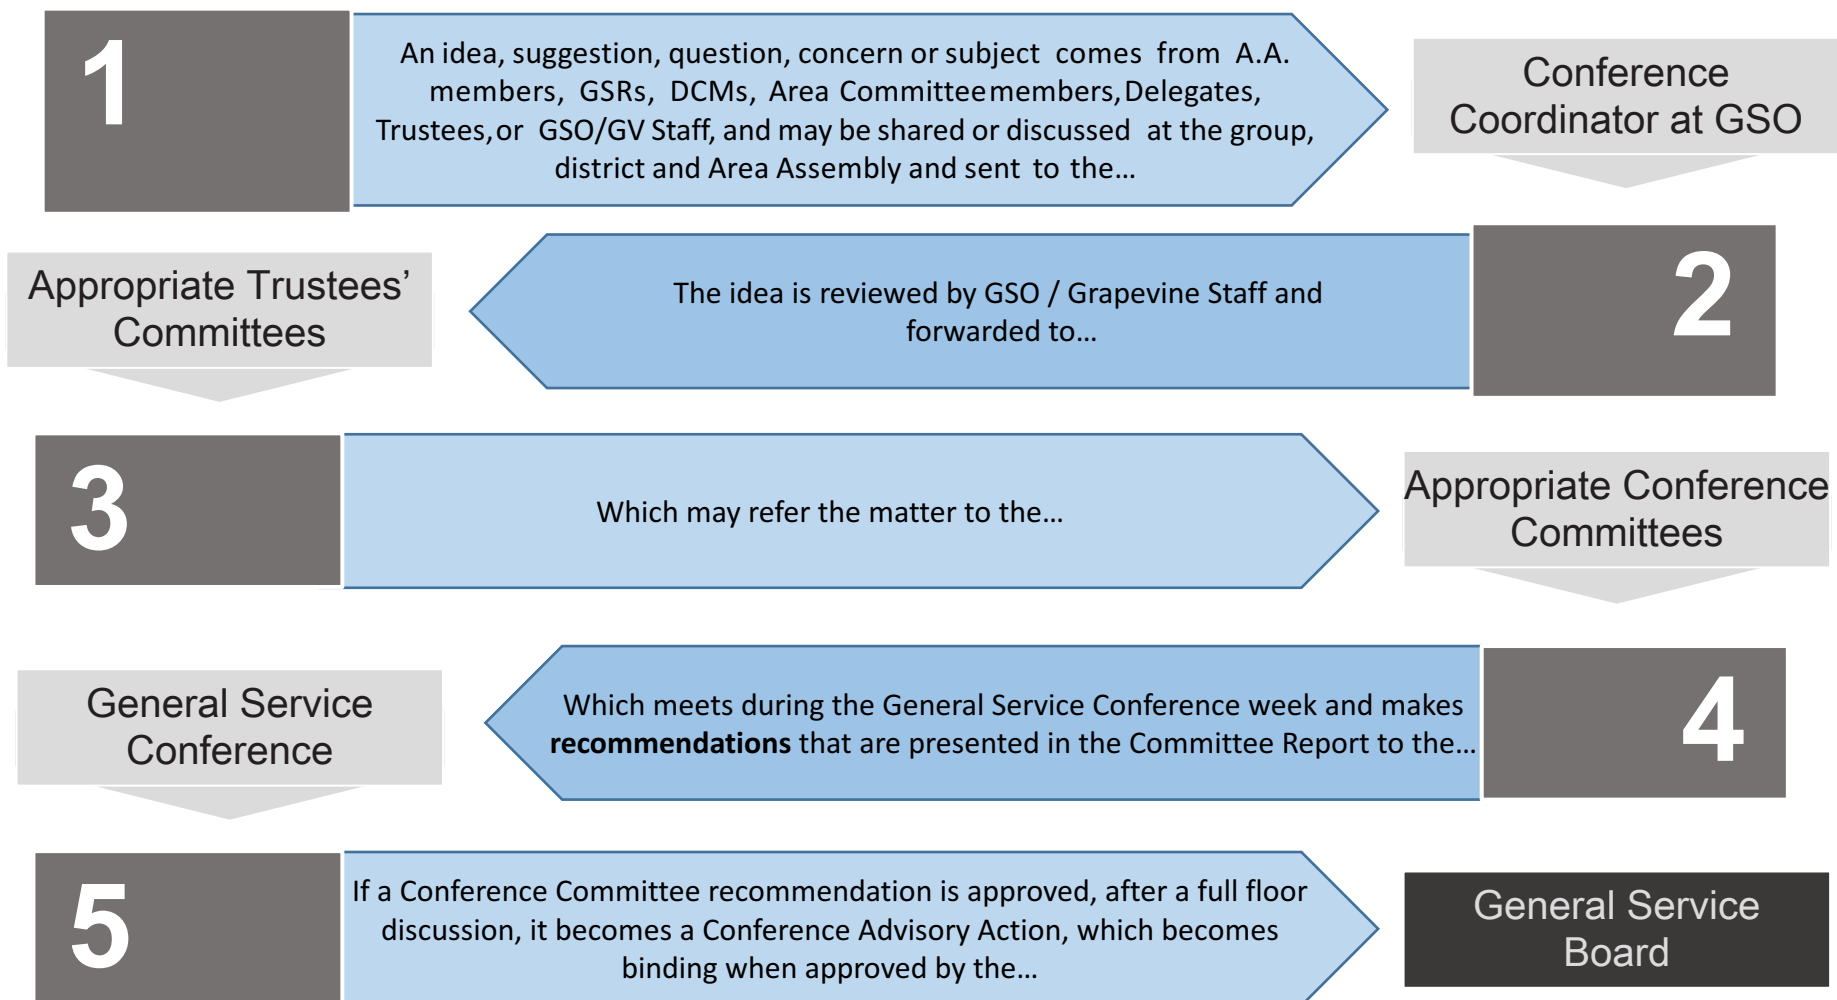 1
An idea, suggestion, question, concern or subject comes from A.A.
members, GSRs, DCMs, Area Committee members, Delegates,
Trustees, or GSO/GV Staff, and may be shared or discussed at the group,
district and Area Assembly and sent to the…
Conference
Coordinator at GSO
2
The idea is reviewed by GSO / Grapevine Staff and
forwarded to…
Appropriate Trustees’
Committees
3
Which may refer the matter to the…
Appropriate Conference
Committees
4
Which meets during the General Service Conference week and makes
recommendations that are presented in the Committee Report to the…
General Service
Conference
5
If a Conference Committee recommendation is approved, after a full floor
discussion, it becomes a Conference Advisory Action, which becomes
binding when approved by the…
General Service
Board